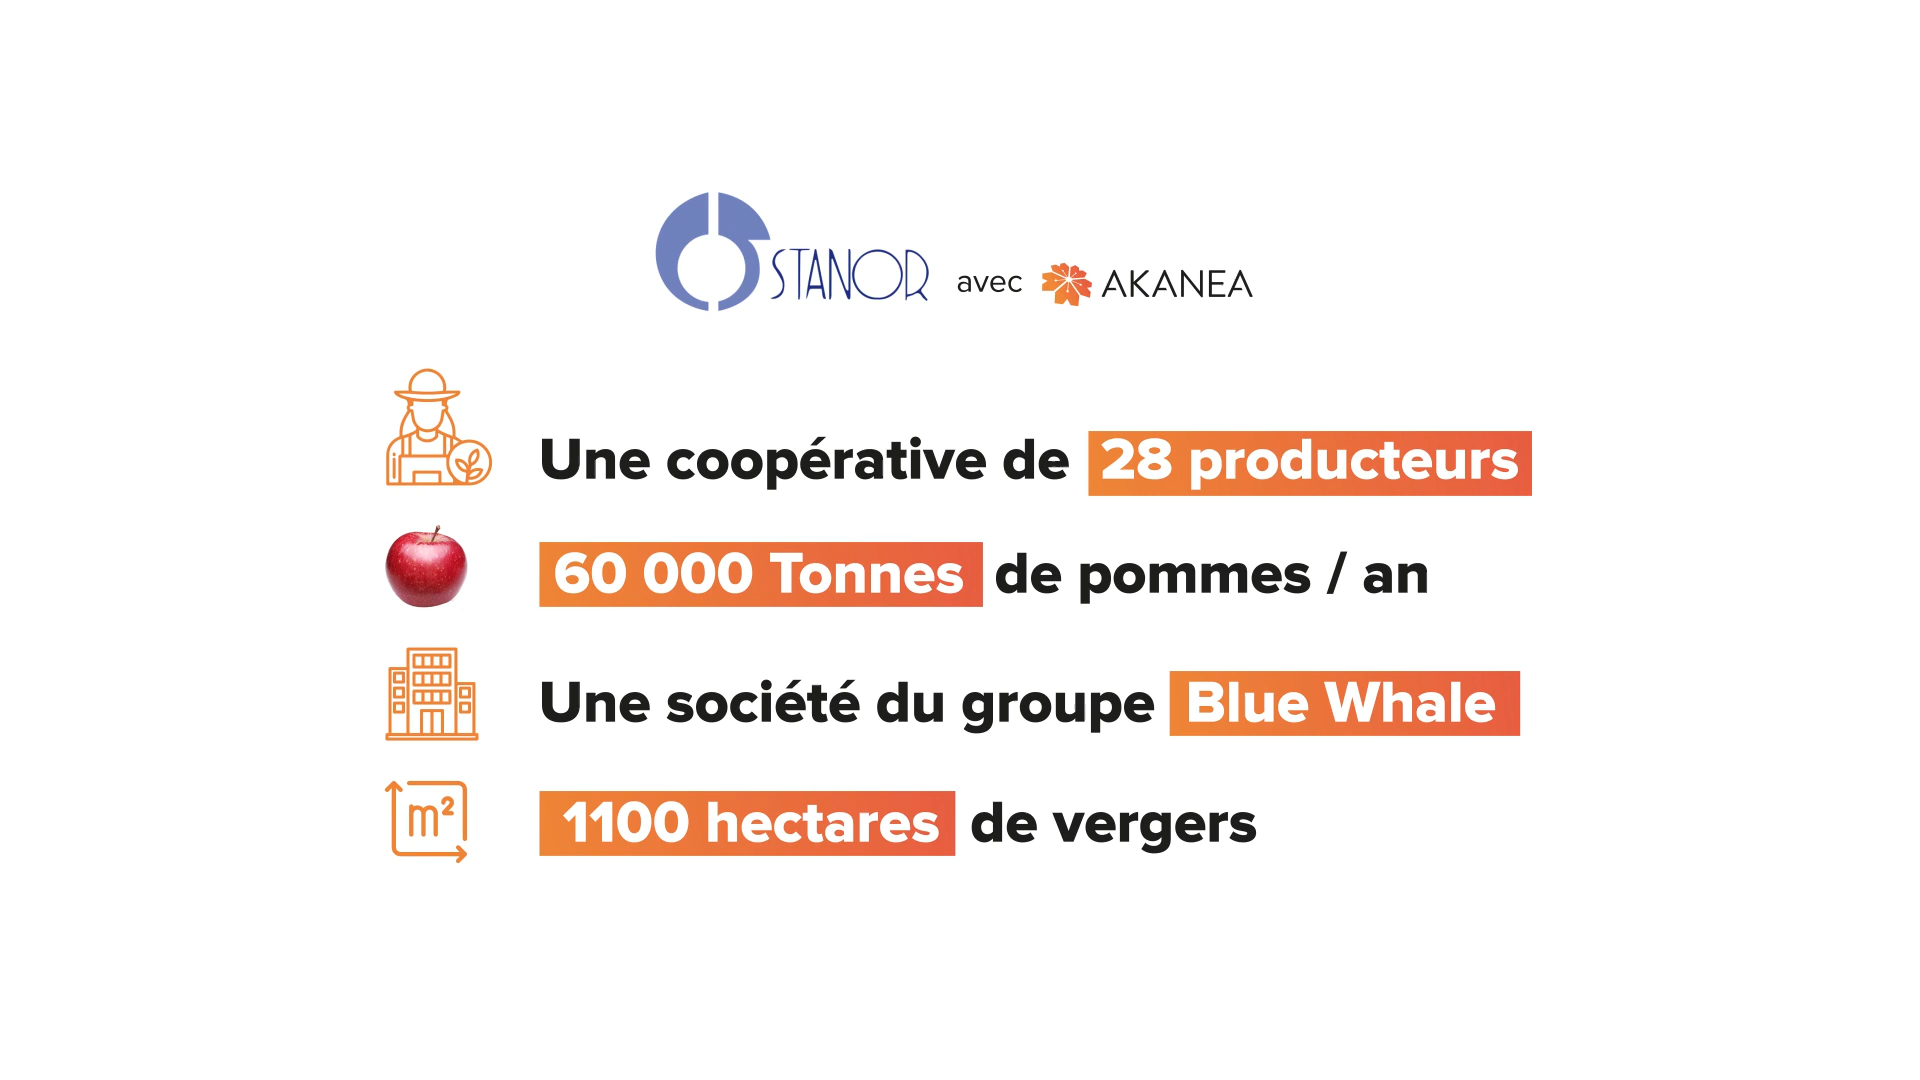 STANOR avec AKANEA
Une coopérative de 28 producteurs
60 000 Tonnes de pommes / an
Une société du groupe Blue Whale
m²
1100 hectares de vergers